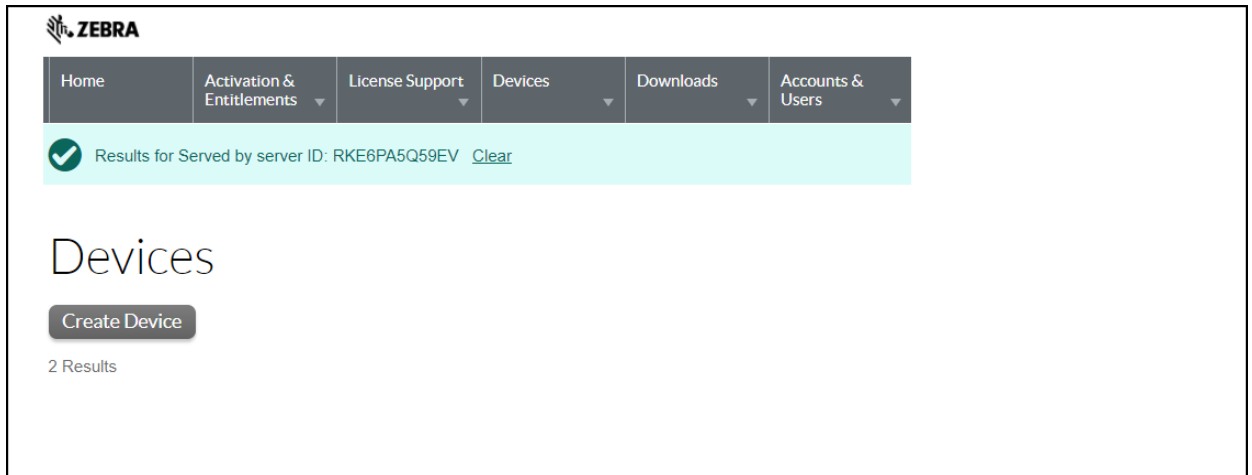 ZEBRA
Home
Activation &
Entitlements
License Support
Devices
Downloads
Accounts &
Users
Results for Served by server ID: RKE6PA5Q59EV Clear
Devices
Create Device
2 Results